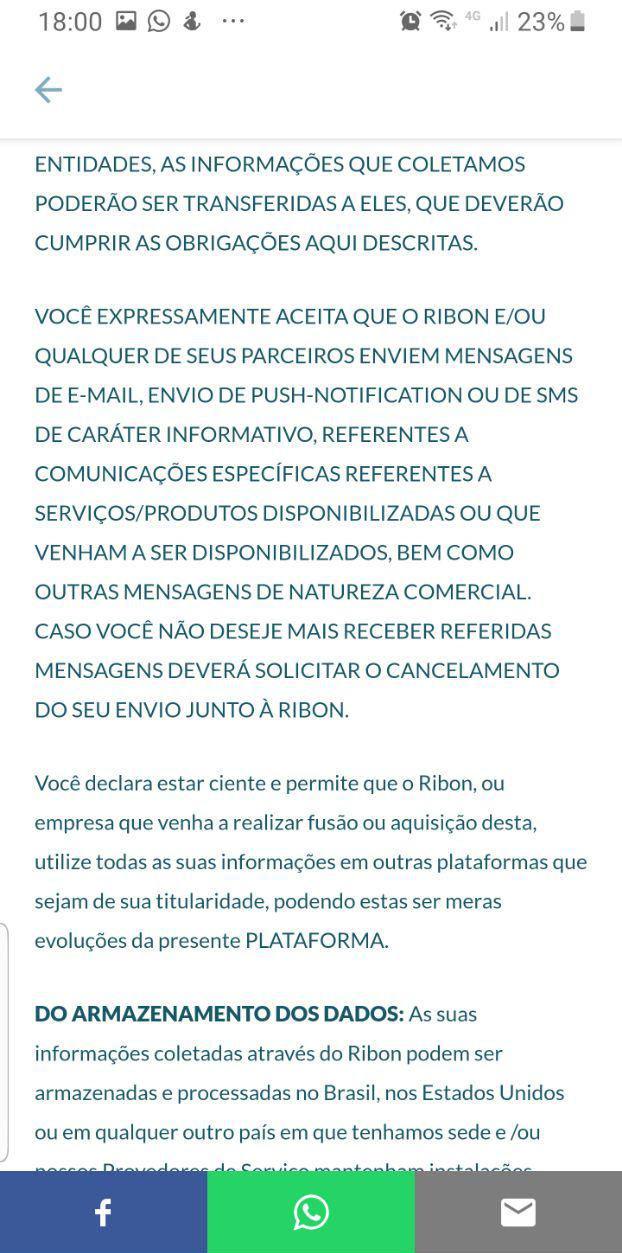 18:00
4G
23%
ENTIDADES, AS INFORMAÇÕES QUE COLETAMOS
PODERÃO SER TRANSFERIDAS A ELES, QUE DEVERÃO
CUMPRIR AS OBRIGAÇÕES AQUI DESCRITAS.
VOCÊ EXPRESSAMENTE ACEITA QUE O RIBON E/OU
QUALQUER DE SEUS PARCEIROS ENVIEM MENSAGENS
DE E-MAIL, ENVIO DE PUSH-NOTIFICATION OU DE SMS
DE CARÁTER INFORMATIVO, REFERENTES A
COMUNICAÇÕES ESPECÍFICAS REFERENTES A
SERVIÇOS/PRODUTOS DISPONIBILIZADAS OU QUE
VENHAM A SER DISPONIBILIZADOS, BEM COMO
OUTRAS MENSAGENS DE NATUREZA COMERCIAL.
CASO VOCÊ NÃO DESEJE MAIS RECEBER REFERIDAS
MENSAGENS DEVERÁ SOLICITAR O CANCELAMENTO
DO SEU ENVIO JUNTO À RIBON.
Você declara estar ciente e permite que o Ribon, ou
empresa que venha a realizar fusão ou aquisição desta,
utilize todas as suas informações em outras plataformas que
sejam de sua titularidade, podendo estas ser meras
evoluções da presente PLATAFORMA.
DO ARMAZENAMENTO DOS DADOS: As suas
informações coletadas através do Ribon podem ser
armazenadas e processadas no Brasil, nos Estados Unidos
ou em qualquer outro país em que tenhamos sede e /ou
nossos Provedores de Serviço mantenham instalações